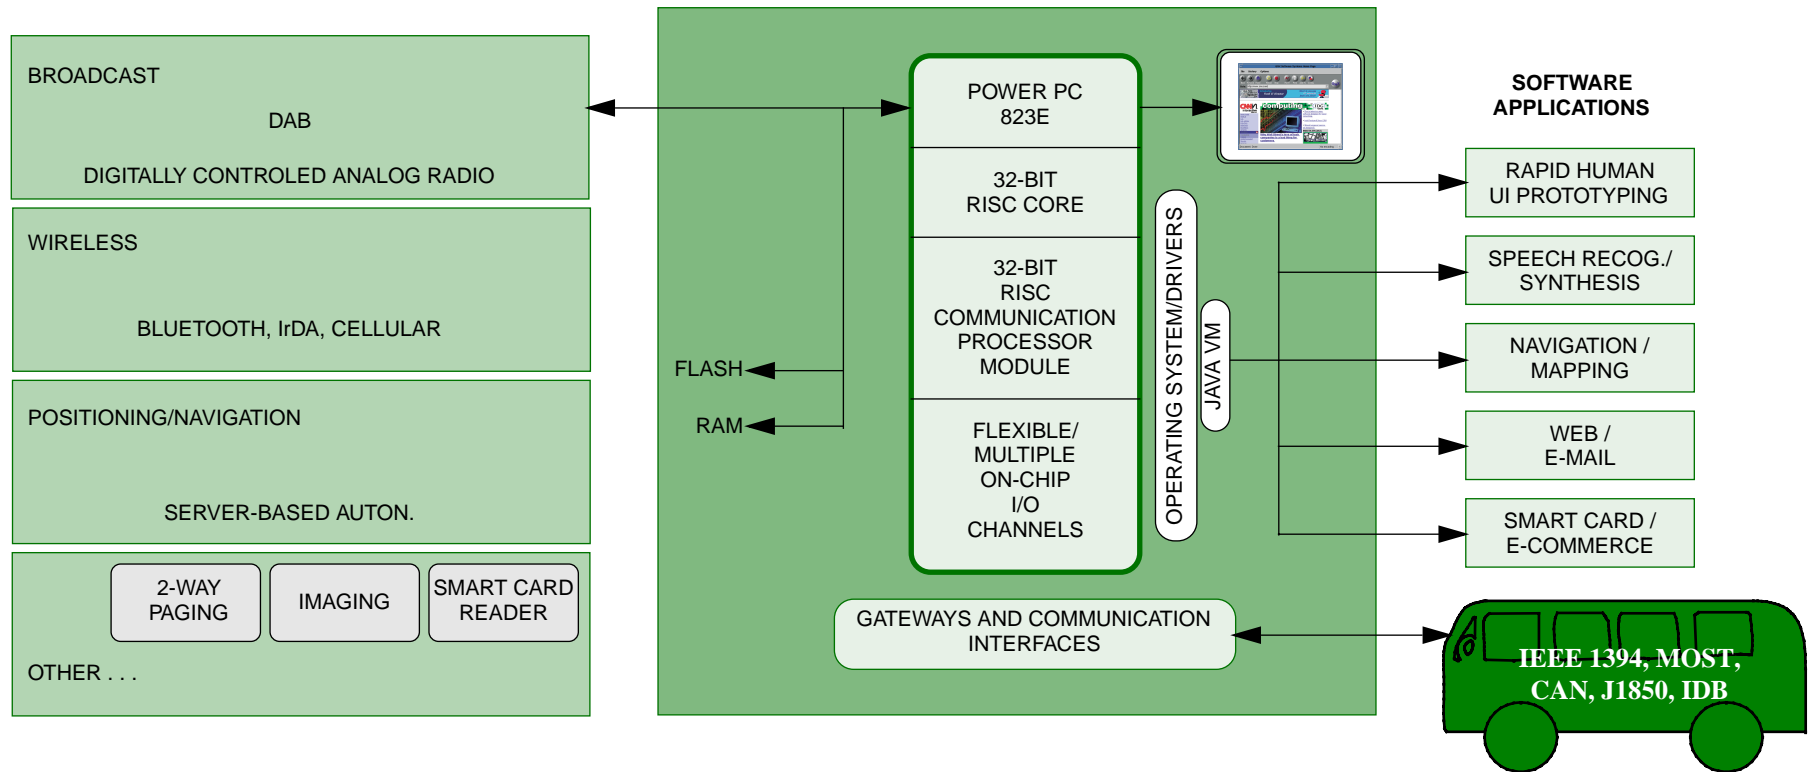 BROADCAST
DAB
DIGITALLY CONTROLED ANALOG RADIO
WIRELESS
BLUETOOTH, IrDA, CELLULAR
POSITIONING/NAVIGATION
SERVER-BASED AUTON.
2-WAY
PAGING
IMAGING
SMART CARD
READER
OTHER . . .
FLASH
RAM
POWER PC
823E
32-BIT
RISC CORE
32-BIT
RISC
COMMUNICATION
PROCESSOR
MODULE
FLEXIBLE/
MULTIPLE
ON-CHIP
I/O
CHANNELS
OPERATING SYSTEM/DRIVERS
JAVA VM
GATEWAYS AND COMMUNICATION
INTERFACES
computing
SOFTWARE
APPLICATIONS
RAPID HUMAN
UI PROTOTYPING
SPEECH RECOG./
SYNTHESIS
NAVIGATION /
MAPPING
WEB /
E-MAIL
SMART CARD /
E-COMMERCE
IEEE 1394, MOST,
CAN, J1850, IDB